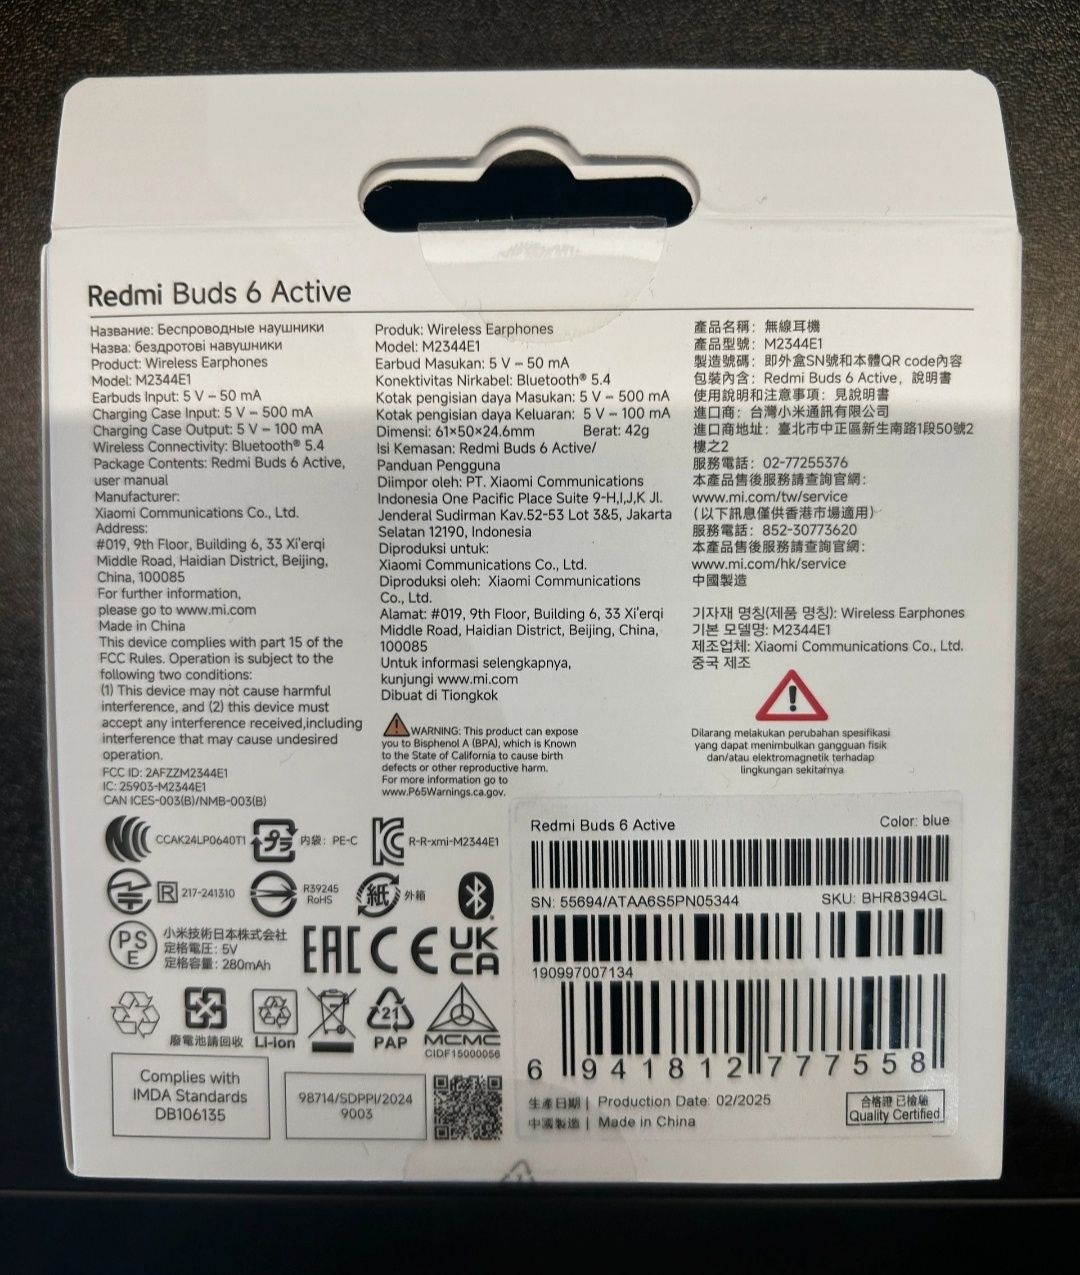 Redmi Buds 6 Active
Название: Беспроводные наушники
Назва: бездротові навушники
Product: Wireless Earphones
Model: M2344E1
Earbuds Input: 5 V ⎓ 50 mA
Charging Case Input: 5 V ⎓ 500 mA
Charging Case Output: 5 V ⎓ 100 mA
Wireless Connectivity: Bluetooth® 5.4
Package Contents: Redmi Buds 6 Active,
user manual
Manufacturer:
Xiaomi Communications Co., Ltd.
Address:
#019, 9th Floor, Building 6, 33 Xi'erqi
Middle Road, Haidian District, Beijing,
China, 100085
For further information,
please go to www.mi.com
Made in China
This device complies with part 15 of the
FCC Rules. Operation is subject to the
following two conditions:
(1) This device may not cause harmful
interference, and (2) this device must
accept any interference received,including
interference that may cause undesired
operation.
FCC ID: 2AFZZM2344E1
IC: 25903-M2344E1
CAN ICES-003(B)/NMB-003(B)
Produk: Wireless Earphones
Model: M2344E1
Earbud Masukan: 5 V ⎓ 50 mA
Konektivitas Nirkabel: Bluetooth® 5.4
Kotak pengisian daya Masukan: 5 V ⎓ 500 mA
Kotak pengisian daya Keluaran: 5 V ⎓ 100 mA
Dimensi: 61×50×24.6mm Berat: 42g
Isi Kemasan: Redmi Buds 6 Active/
Panduan Pengguna
Diimpor oleh: PT. Xiaomi Communications
Indonesia One Pacific Place Suite 9-H,I,J,K Jl.
Jenderal Sudirman Kav.52-53 Lot 3&5, Jakarta
Selatan 12190, Indonesia
Diproduksi untuk:
Xiaomi Communications Co., Ltd.
Diproduksi oleh: Xiaomi Communications
Co., Ltd.
Alamat: #019, 9th Floor, Building 6, 33 Xi'erqi
Middle Road, Haidian District, Beijing, China,
100085
Untuk informasi selengkapnya,
kunjungi www.mi.com
Dibuat di Tiongkok
WARNING: This product can expose
you to Bisphenol A (BPA), which is Known
to the State of California to cause birth
defects or other reproductive harm.
For more information go to
www.P65Warnings.ca.gov.
產品名稱：無線耳機
產品型號：M2344E1
製造號碼：即外盒SN號和本體QR code內容
包裝內含：Redmi Buds 6 Active，說明書
使用說明和注意事項：見說明書
進口商：台灣小米通訊有限公司
進口商地址：臺北市中正區新生南路1段50號2
樓之2
服務電話：02-77255376
本產品售後服務請查詢官網：
www.mi.com/tw/service
（以下訊息僅供香港市場適用）
服務電話：852-30773620
本產品售後服務請查詢官網：
www.mi.com/hk/service
中國製造
기자재 명칭(제품 명칭): Wireless Earphones
기본 모델명: M2344E1
제조업체: Xiaomi Communications Co., Ltd.
중국 제조
Dilarang melakukan perubahan spesifikasi
yang dapat menimbulkan gangguan fisik
dan/atau elektromagnetik terhadap
lingkungan sekitarnya
CCAK24LP0640T1 プラ 内袋：PE-C R-R-xmi-M2344E1
R 217-241310 R39245
RoHS
紙 外箱
PS
E
小米技術日本株式会社
定格電圧：5V
定格容量：280mAh
EAC CE UK
CA
廢電池請回收 Li-ion 21
PAP
MCMC
CIDF15000056
Complies with
IMDA Standards
DB106135
98714/SDPPI/2024
9003
Redmi Buds 6 Active Color: blue
SN: 55694/ATAA6S5PN05344 SKU: BHR8394GL
190997007134
6 941812 777558
生產日期 | Production Date: 02/2025
中國製造 | Made in China
合格證 已檢驗
Quality Certified